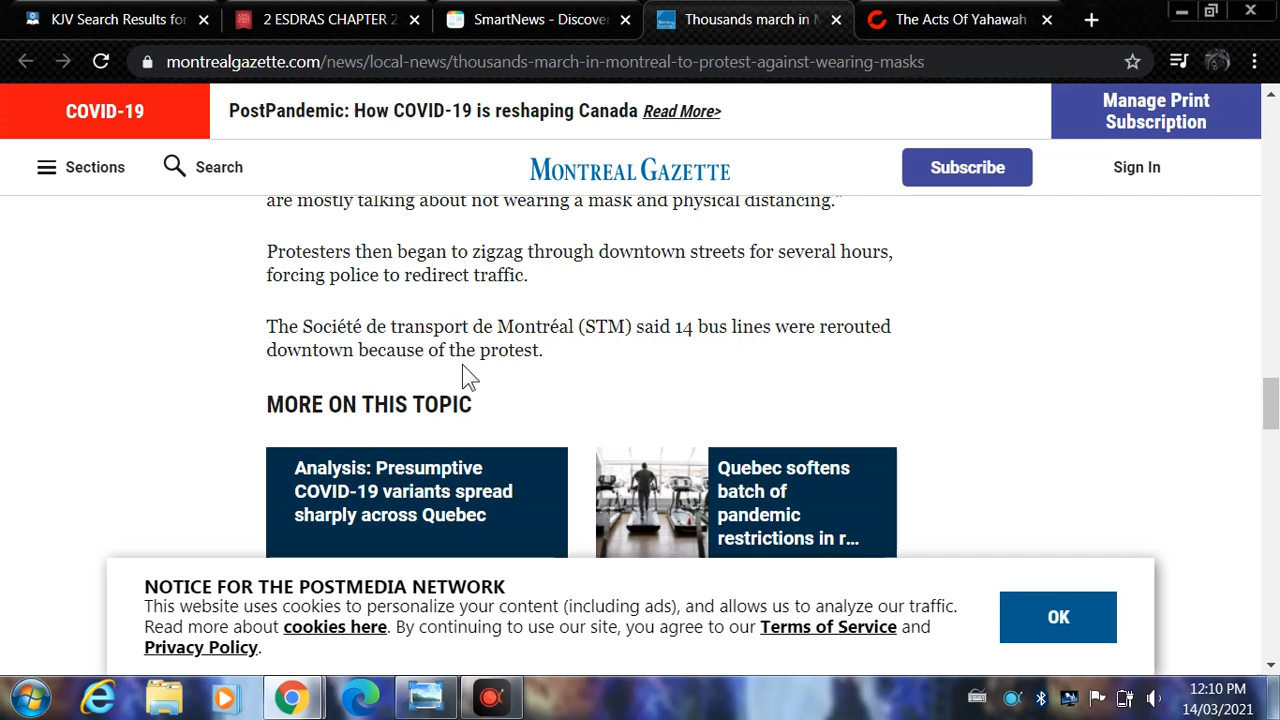 KJV Search Results for
2 ESDRAS CHAPTER 2
SmartNews - Discover
Thousands march in M
The Acts Of Yahawah
montrealgazette.com/news/local-news/thousands-march-in-montreal-to-protest-against-wearing-masks
COVID-19
PostPandemic: How COVID-19 is reshaping Canada Read More>
Manage Print
Subscription
Sections
Search
MONTREAL GAZETTE
Subscribe
Sign In
are mostly talking about not wearing a mask and physical distancing."
Protesters then began to zigzag through downtown streets for several hours,
forcing police to redirect traffic.
The Société de transport de Montréal (STM) said 14 bus lines were rerouted
downtown because of the protest.
MORE ON THIS TOPIC
Analysis: Presumptive
COVID-19 variants spread
sharply across Quebec
Quebec softens
batch of
pandemic
restrictions in r...
NOTICE FOR THE POSTMEDIA NETWORK
This website uses cookies to personalize your content (including ads), and allows us to analyze our traffic.
Read more about cookies here. By continuing to use our site, you agree to our Terms of Service and
Privacy Policy.
OK
12:10 PM
14/03/2021